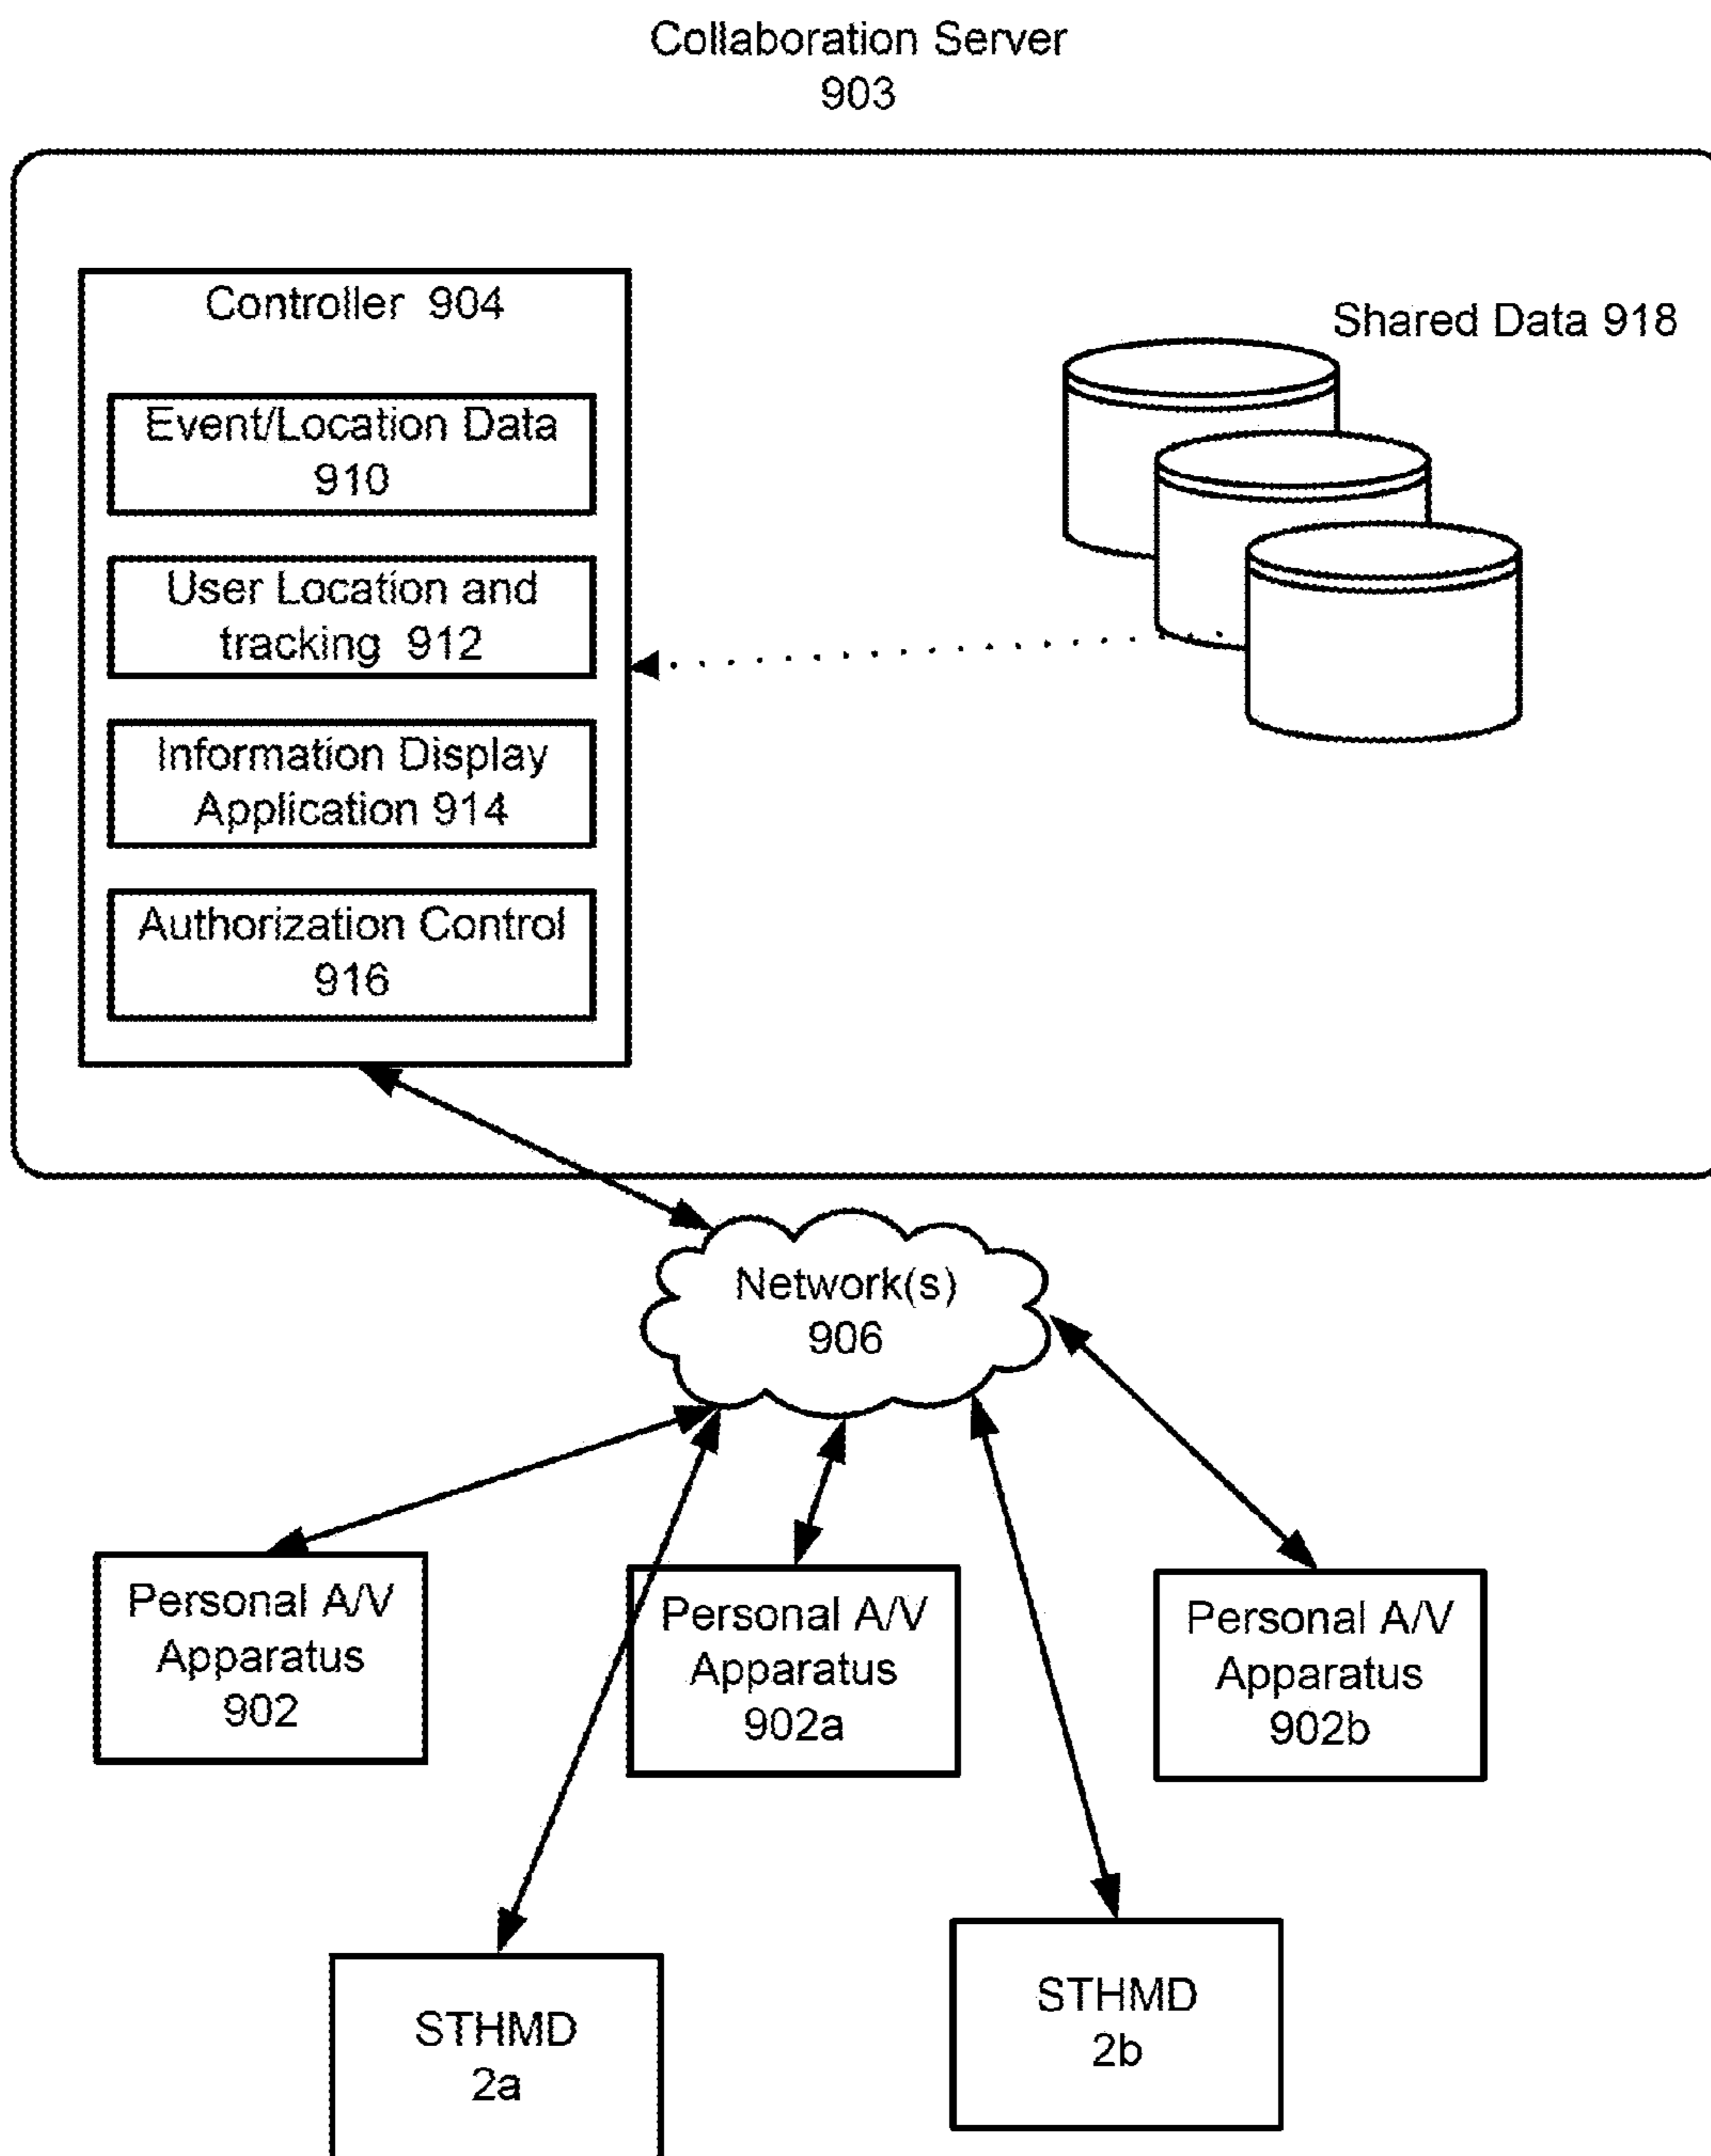 Collaboration Server
903
Controller 904
Shared Data 918
Event/Location Data
910
User Location and
tracking 912
Information Display
Application 914
Authorization Control
916
Network(s)
906
Personal A/V
Apparatus
902
Personal A/V
Apparatus
902a
Personal A/V
Apparatus
902b
STHMD
2a
STHMD
2b